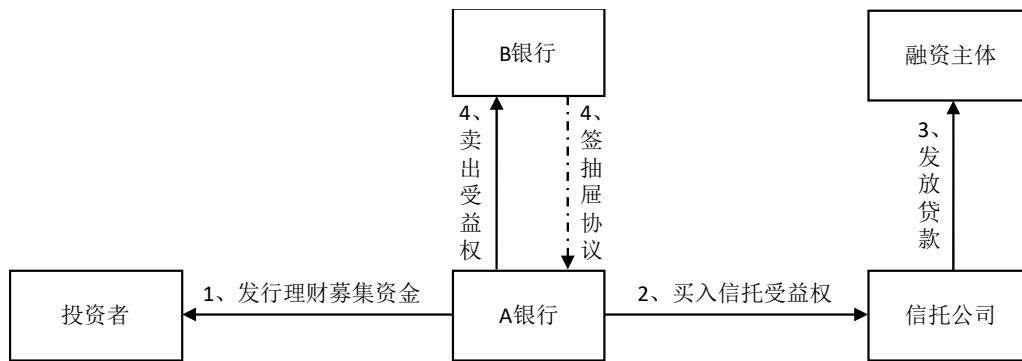 B银行
融资主体
4、卖出受益权
4、签抽屉协议
3、发放贷款
投资者
1、发行理财募集资金
A银行
2、买入信托受益权
信托公司